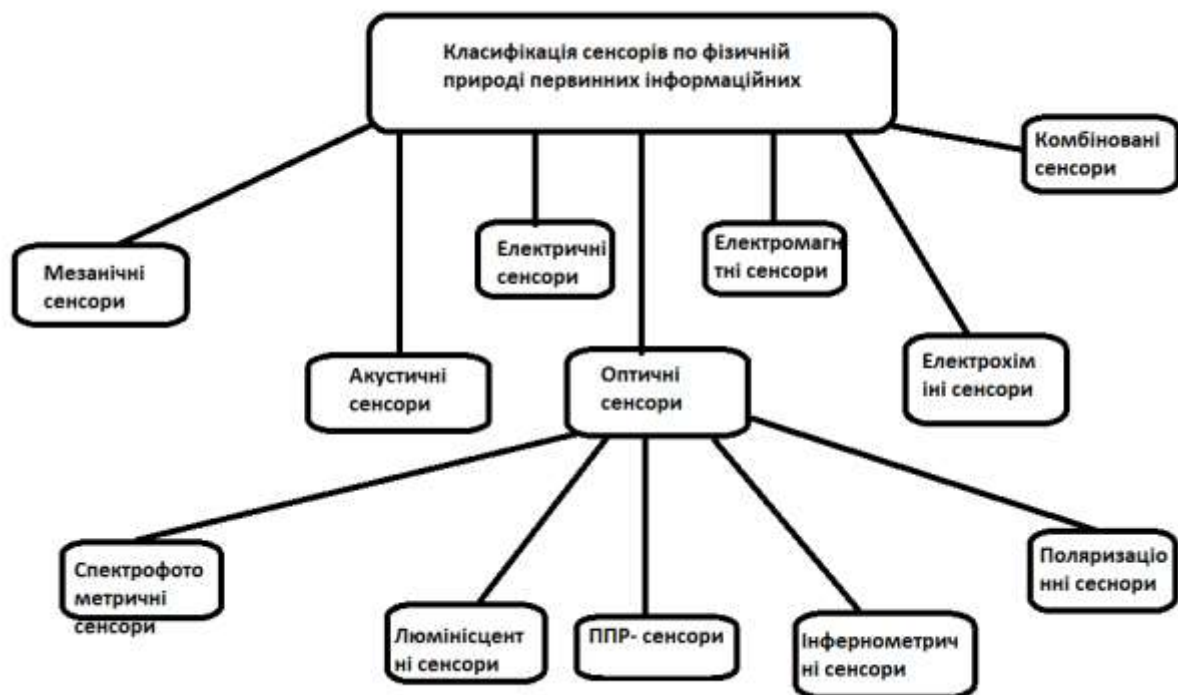 Класифікація сенсорів по фізичній
природі первинних інформаційних
Комбіновані
сенсори
Електричні
сенсори
Електромагн
тні сенсори
Мезанічні
сенсори
Акустичні
сенсори
Оптичні
сенсори
Електрохім
іні сенсори
Спектрофото
метричні
сенсори
Люмінісцент
ні сенсори
ППР- сенсори
Інфернометрич
ні сенсори
Поляризаціо
нні сеснори